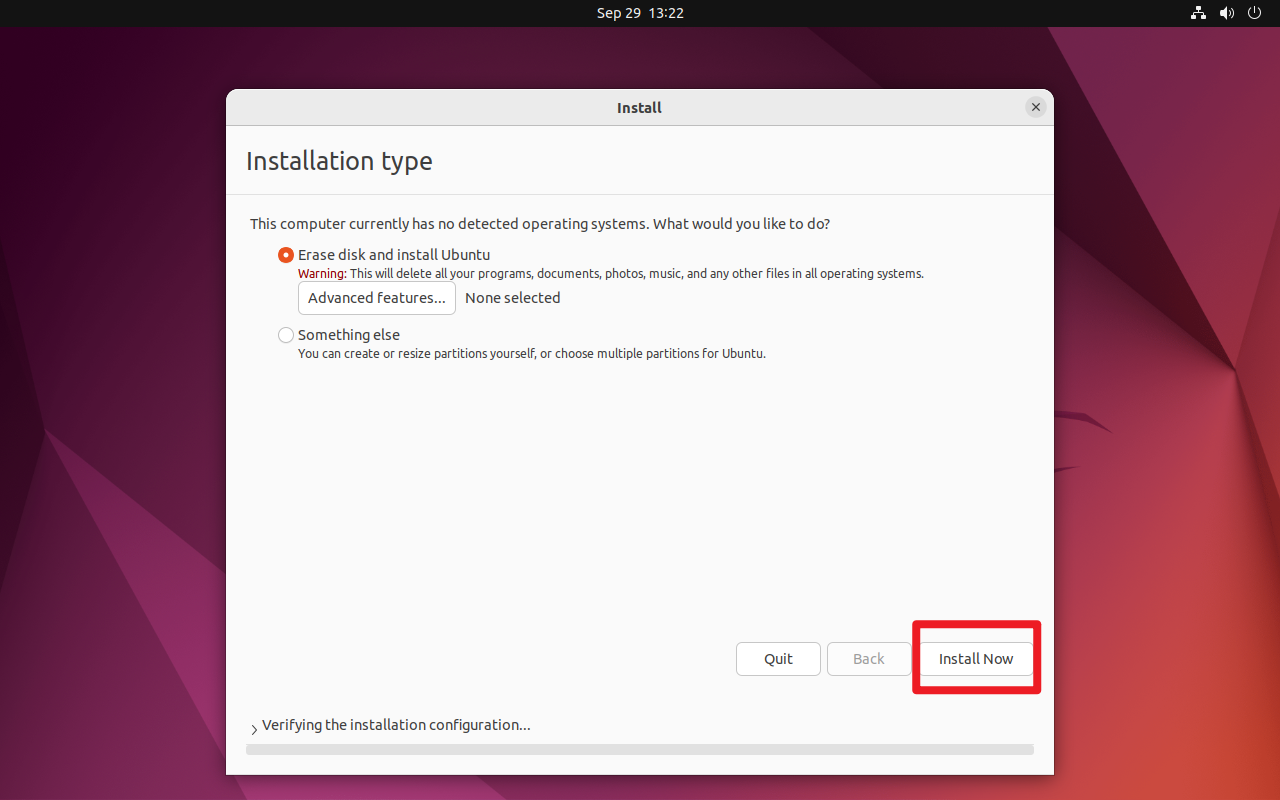 Sep 29 13:22
Install
Installation type
This computer currently has no detected operating systems. What would you like to do?
Erase disk and install Ubuntu
Warning: This will delete all your programs, documents, photos, music, and any other files in all operating systems.
Advanced features... None selected
Something else
You can create or resize partitions yourself, or choose multiple partitions for Ubuntu.
Quit Back Install Now
Verifying the installation configuration...